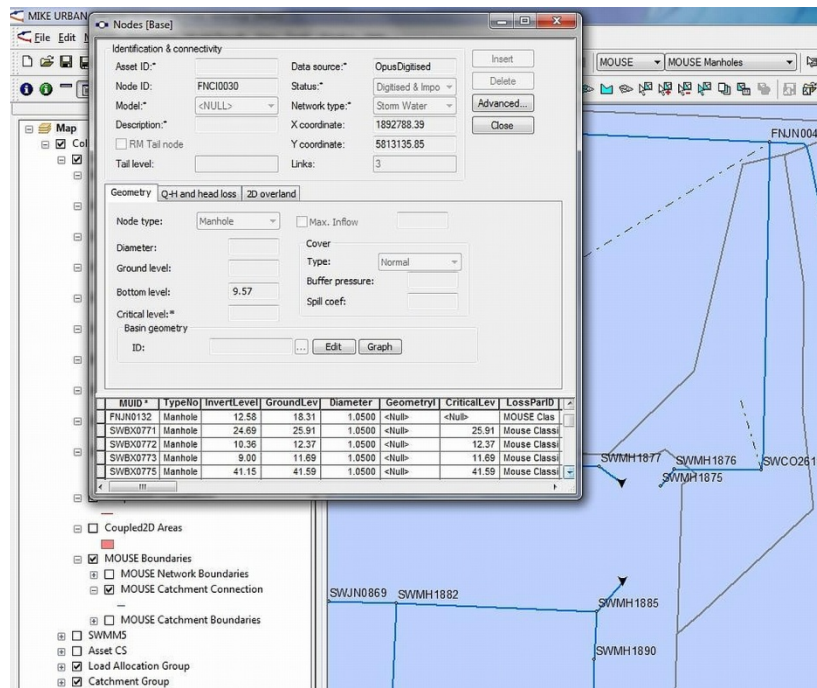 MIKE URBAN
File Edit
Nodes [Base]
Identification & connectivity
Asset ID:*
Data source:* OpusDigitised
Insert
Node ID: FNCI0030
Status:* Digitised & Impo
Delete
Model:* <NULL>
Network type:* Storm Water
Advanced...
Description:*
X coordinate: 1892788.39
Close
RM Tail node
Y coordinate: 5813135.85
Tail level:
Links: 3
Geometry Q-H and head loss 2D overland
Node type: Manhole
Max. Inflow
Diameter:
Cover
Ground level:
Type: Normal
Bottom level: 9.57
Buffer pressure:
Critical level:*
Spill coef:
Basin geometry
ID: ... Edit Graph
MUID * TypeNo InvertLevel GroundLev Diameter GeometryI CriticalLev LossParID
FNJN0132 Manhole 12.58 18.31 1.0500 <Null> <Null> MOUSE Clas
SWBX0771 Manhole 24.69 25.91 1.0500 <Null> 25.91 Mouse Classi
SWBX0772 Manhole 10.36 12.37 1.0500 <Null> 12.37 Mouse Classi
SWBX0773 Manhole 9.00 11.69 1.0500 <Null> 11.69 Mouse Classi
SWBX0775 Manhole 41.15 41.59 1.0500 <Null> 41.59 Mouse Classi
MOUSE MOUSE Manholes
Map
Col
Coupled2D Areas
MOUSE Boundaries
MOUSE Network Boundaries
MOUSE Catchment Connection
MOUSE Catchment Boundaries
SWMM5
Asset CS
Load Allocation Group
Catchment Group
FNJN004
SWMH1877
SWMH1876
SWCO261
SWMH1875
SWJN0869
SWMH1882
SWMH1885
SWMH1890